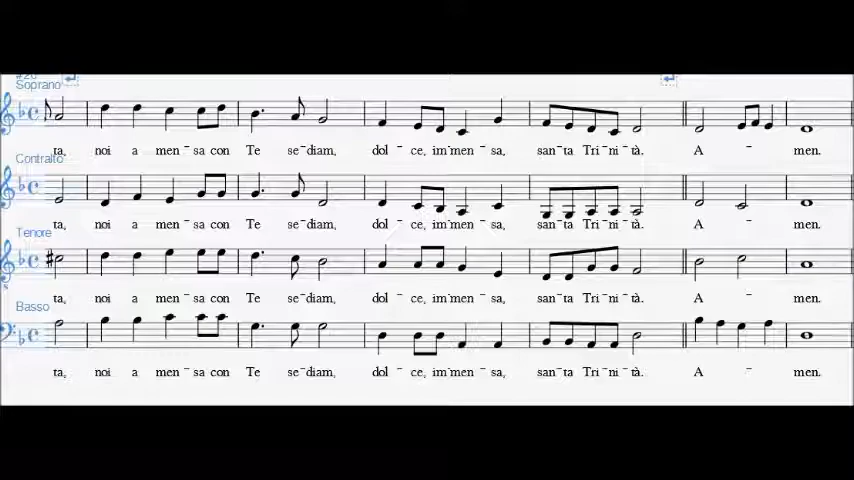 #26
Soprano
ta, noi a men-sa con Te se-diam, dol-ce, im-men-sa, san-ta Tri-ni-tà. A - men.
Contralto
ta, noi a men-sa con Te se-diam, dol-ce, im-men-sa, san-ta Tri-ni-tà. A - men.
Tenore
ta, noi a men-sa con Te se-diam, dol-ce, im-men-sa, san-ta Tri-ni-tà. A - men.
Basso
ta, noi a men-sa con Te se-diam, dol-ce, im-men-sa, san-ta Tri-ni-tà. A - men.